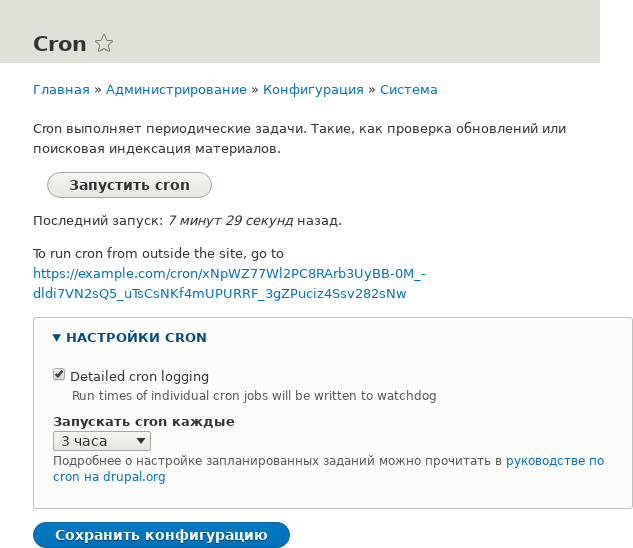 Cron
Главная » Администрирование » Конфигурация » Система
Cron выполняет периодические задачи. Такие, как проверка обновлений или
поисковая индексация материалов.
Запустить cron
Последний запуск: 7 минут 29 секунд назад.
To run cron from outside the site, go to
https://example.com/cron/xNpWZ77Wl2PC8RArb3UyBB-0M_-
dldi7VN2sQ5_uTsCsNKf4mUPURRF_3gZPuciz4Ssv282sNw
НАСТРОЙКИ CRON
Detailed cron logging
Run times of individual cron jobs will be written to watchdog
Запускать cron каждые
3 часа
Подробнее о настройке запланированных заданий можно прочитать в руководстве по
cron на drupal.org
Сохранить конфигурацию